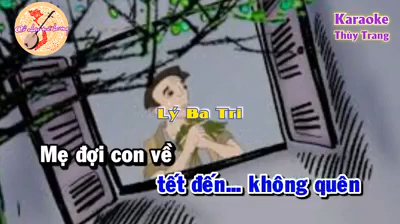 Karaoke
Thùy Trang
Lý Ba Tri
Mẹ đợi con về
tết đến... không quên